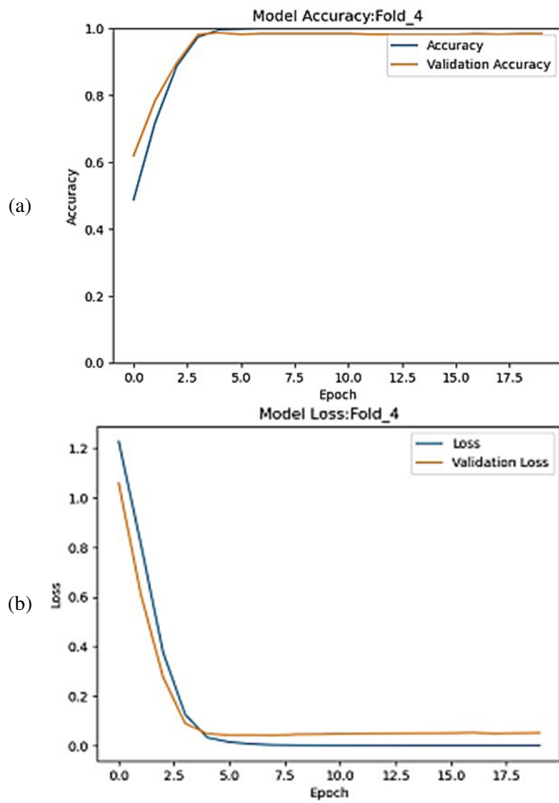 Model Accuracy:Fold_4
1.0
0.8
0.6
0.4
0.2
0.0
Accuracy
Accuracy
Validation Accuracy
(a)
0.0 2.5 5.0 7.5 10.0 12.5 15.0 17.5
Epoch
Model Loss:Fold_4
1.2
1.0
0.8
0.6
0.4
0.2
0.0
Loss
Loss
Validation Loss
(b)
0.0 2.5 5.0 7.5 10.0 12.5 15.0 17.5
Epoch